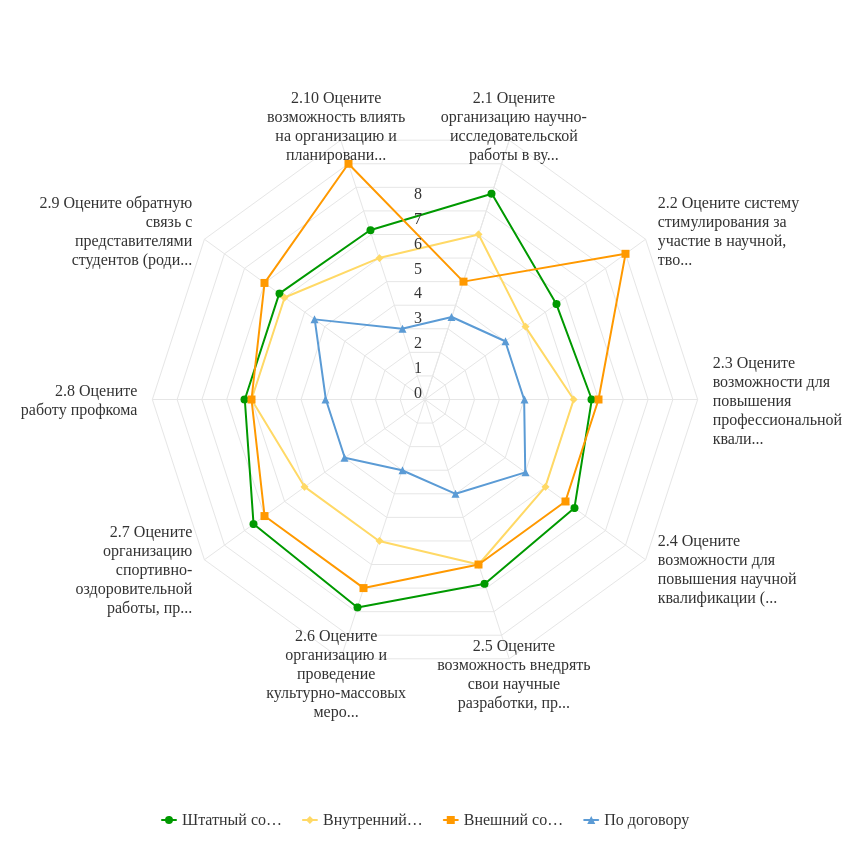 2.10 Оцените
возможность влиять
на организацию и
планировани...
2.1 Оцените
организацию научно-
исследовательской
работы в ву...
2.2 Оцените систему
стимулирования за
участие в научной,
тво...
2.3 Оцените
возможности для
повышения
профессиональной
квали...
2.4 Оцените
возможности для
повышения научной
квалификации (...
2.5 Оцените
возможность внедрять
свои научные
разработки, пр...
2.6 Оцените
организацию и
проведение
культурно-массовых
меро...
2.7 Оцените
организацию
спортивно-
оздоровительной
работы, пр...
2.8 Оцените
работу профкома
2.9 Оцените обратную
связь с
представителями
студентов (роди...
8
7
6
5
4
3
2
1
0
Штатный со… Внутренний… Внешний со… По договору